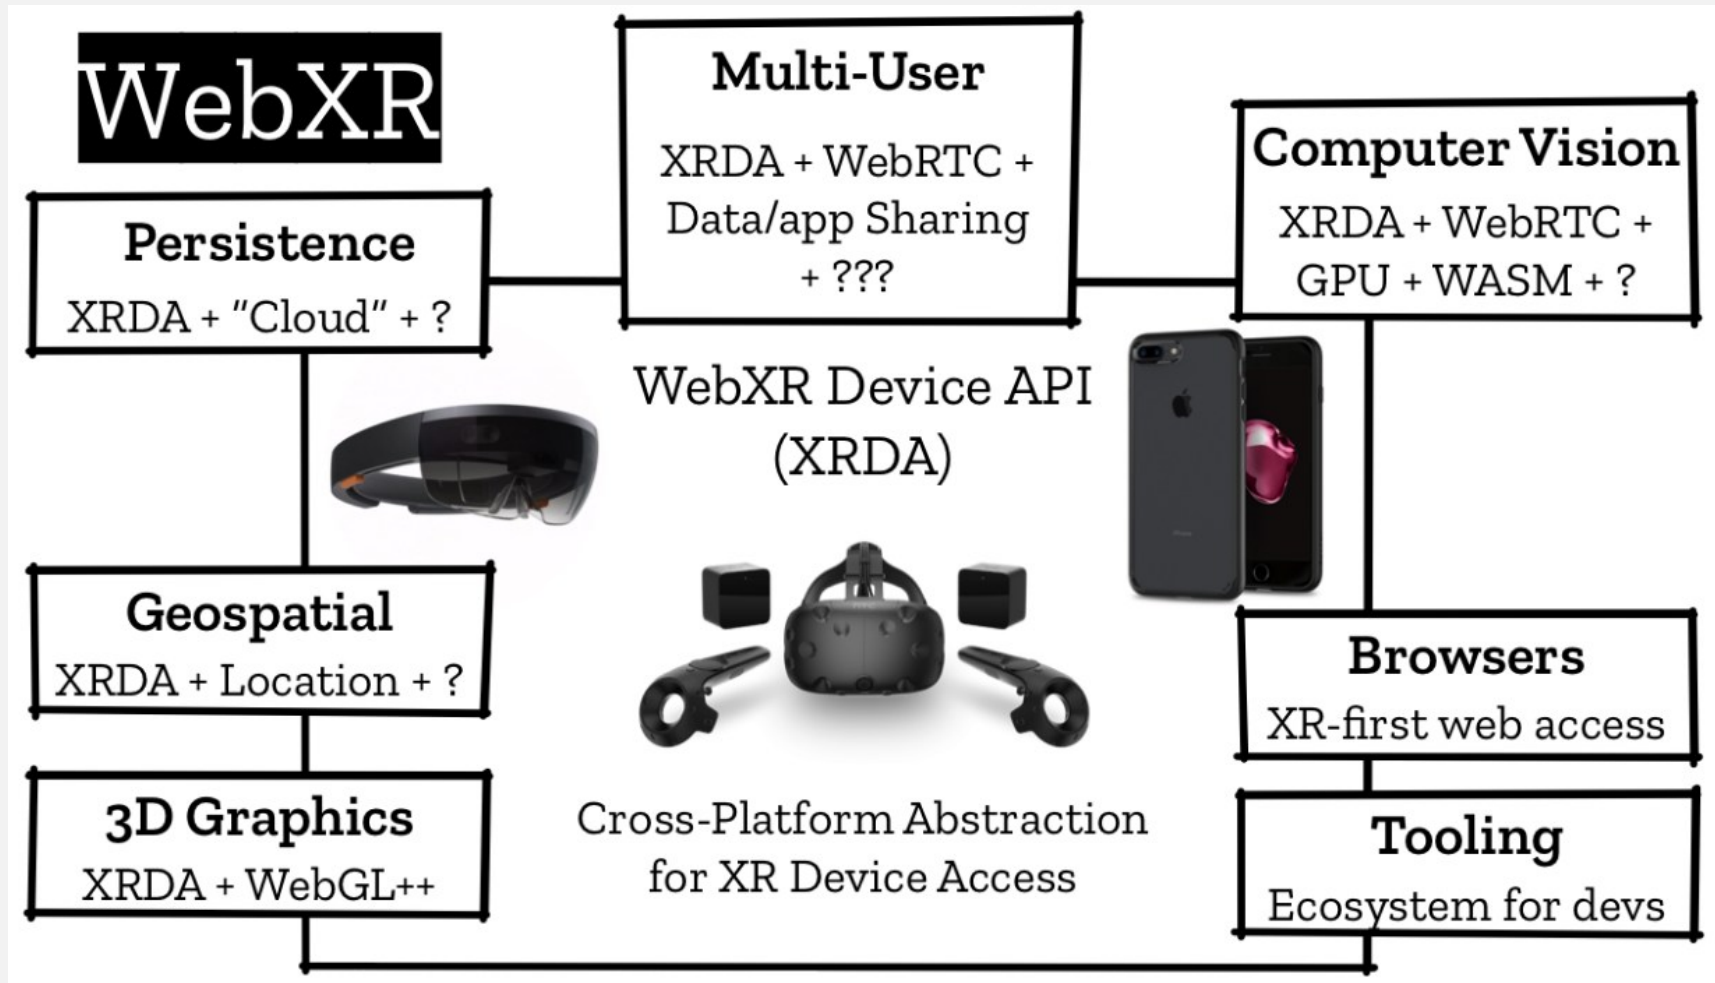 WebXR
Multi-User
XRDA + WebRTC +
Data/app Sharing
+ ???
Computer Vision
XRDA + WebRTC +
GPU + WASM + ?
Persistence
XRDA + "Cloud" + ?
WebXR Device API
(XRDA)
Geospatial
XRDA + Location + ?
Browsers
XR-first web access
3D Graphics
XRDA + WebGL++
Cross-Platform Abstraction
for XR Device Access
Tooling
Ecosystem for devs